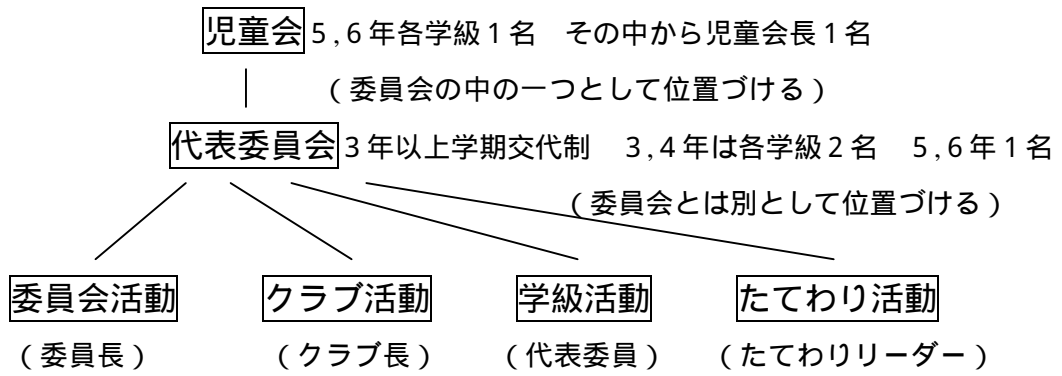 児童会 5,6年各学級1名　その中から児童会長1名
(委員会の中の一つとして位置づける)
代表委員会 3年以上学期交代制　3,4年は各学級2名　5,6年1名
(委員会とは別として位置づける)
委員会活動　クラブ活動　学級活動　たてわり活動
(委員長)　(クラブ長)　(代表委員)　(たてわりリーダー)